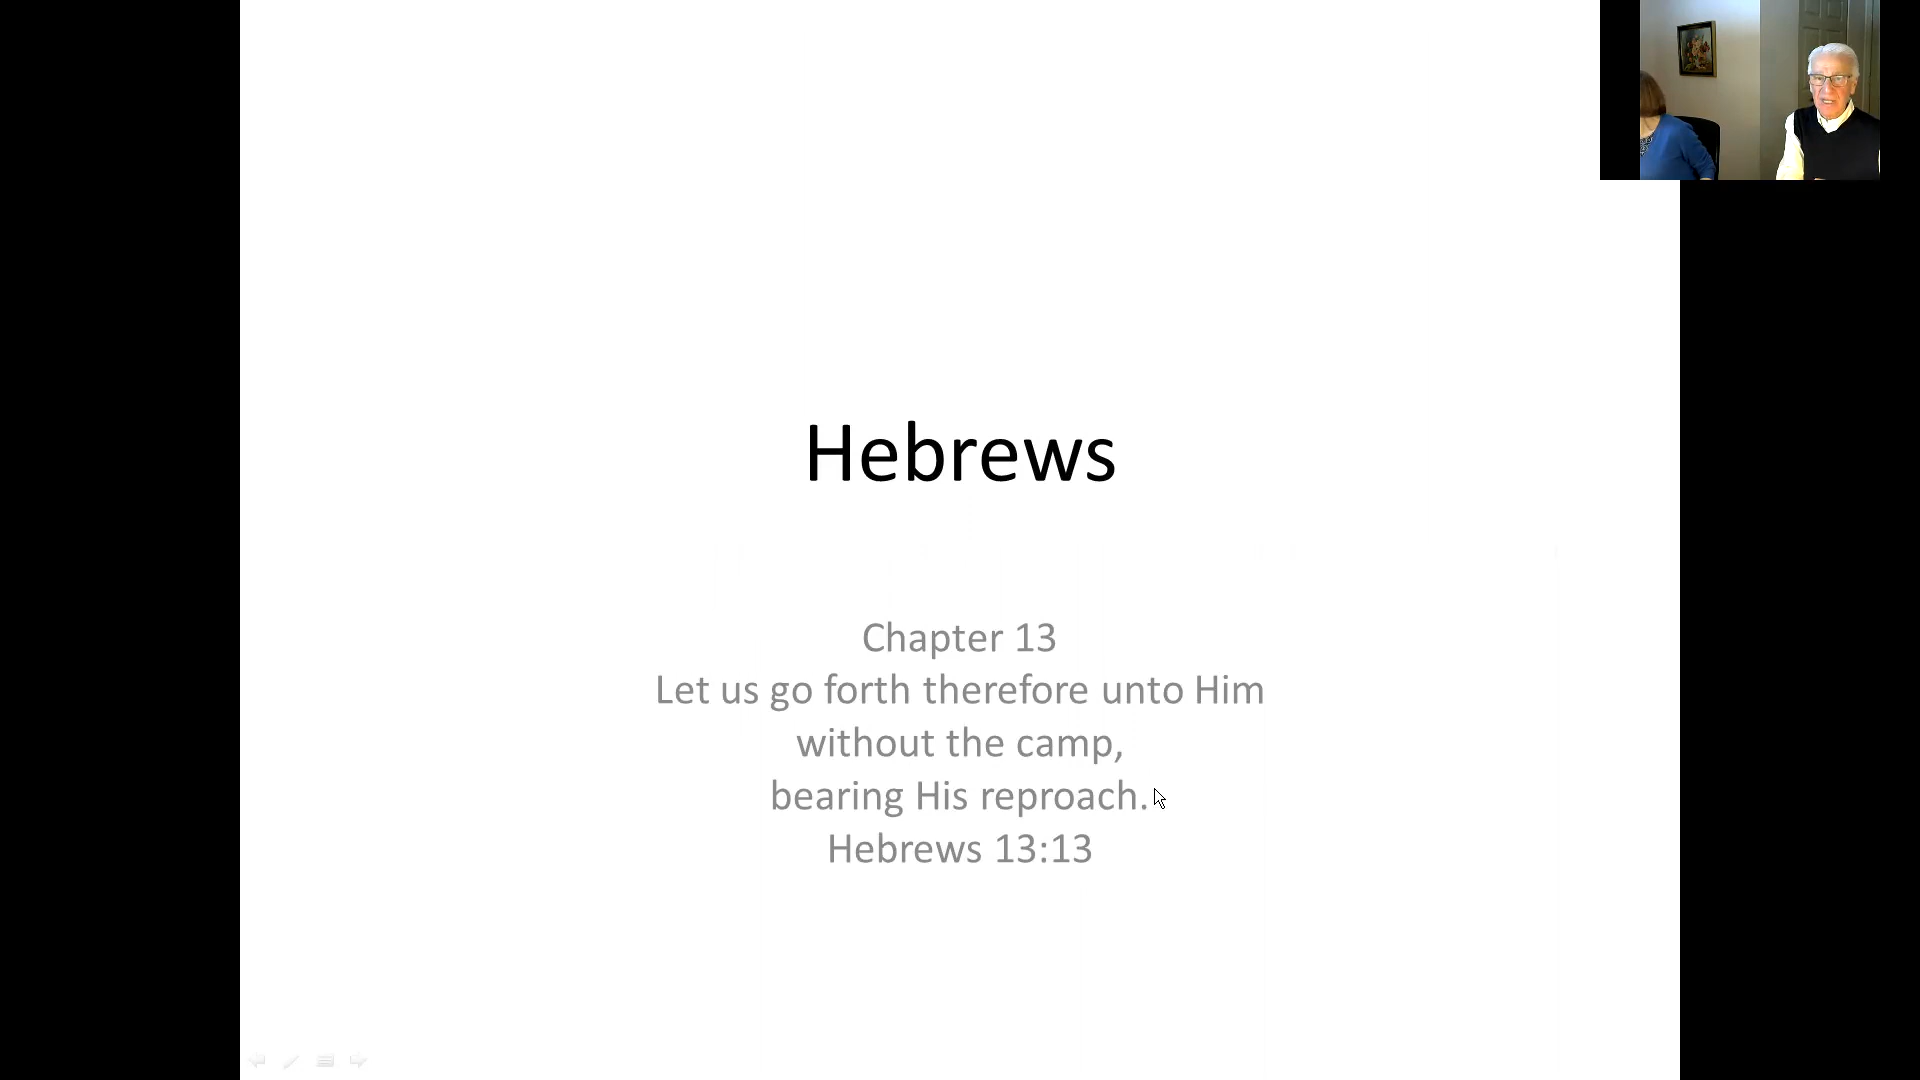 Hebrews
Chapter 13
Let us go forth therefore unto Him
without the camp,
bearing His reproach.
Hebrews 13:13